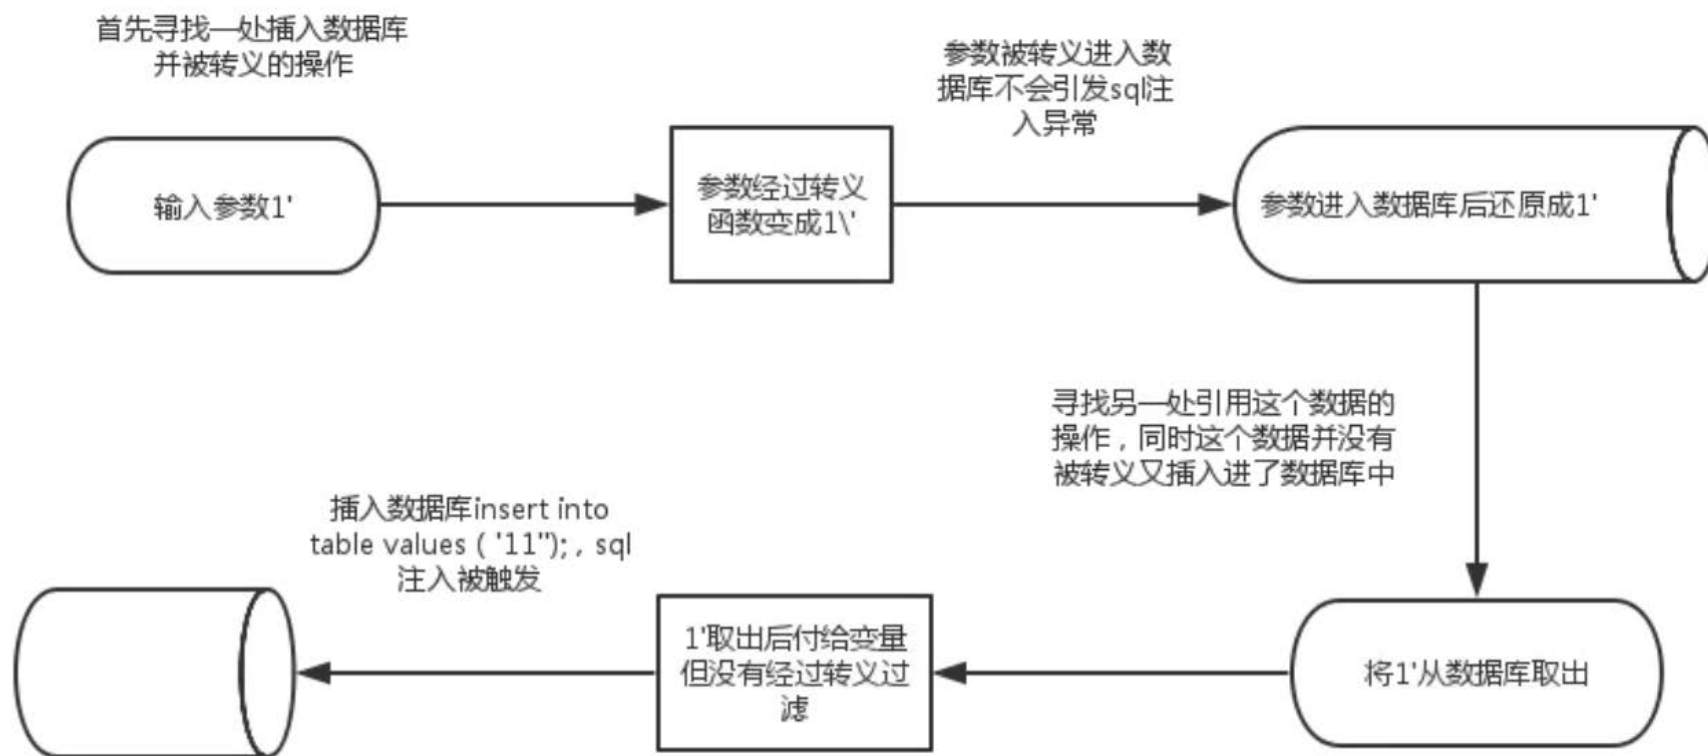 首先寻找一处插入数据库
并被转义的操作
输入参数1'
参数经过转义
函数变成1\'
参数被转义进入数
据库不会引发sql注
入异常
参数进入数据库后还原成1'
寻找另一处引用这个数据的
操作，同时这个数据并没有
被转义又插入进了数据库中
将1'从数据库取出
1'取出后付给变量
但没有经过转义过
滤
插入数据库insert into
table values ( '11'');, sql
注入被触发